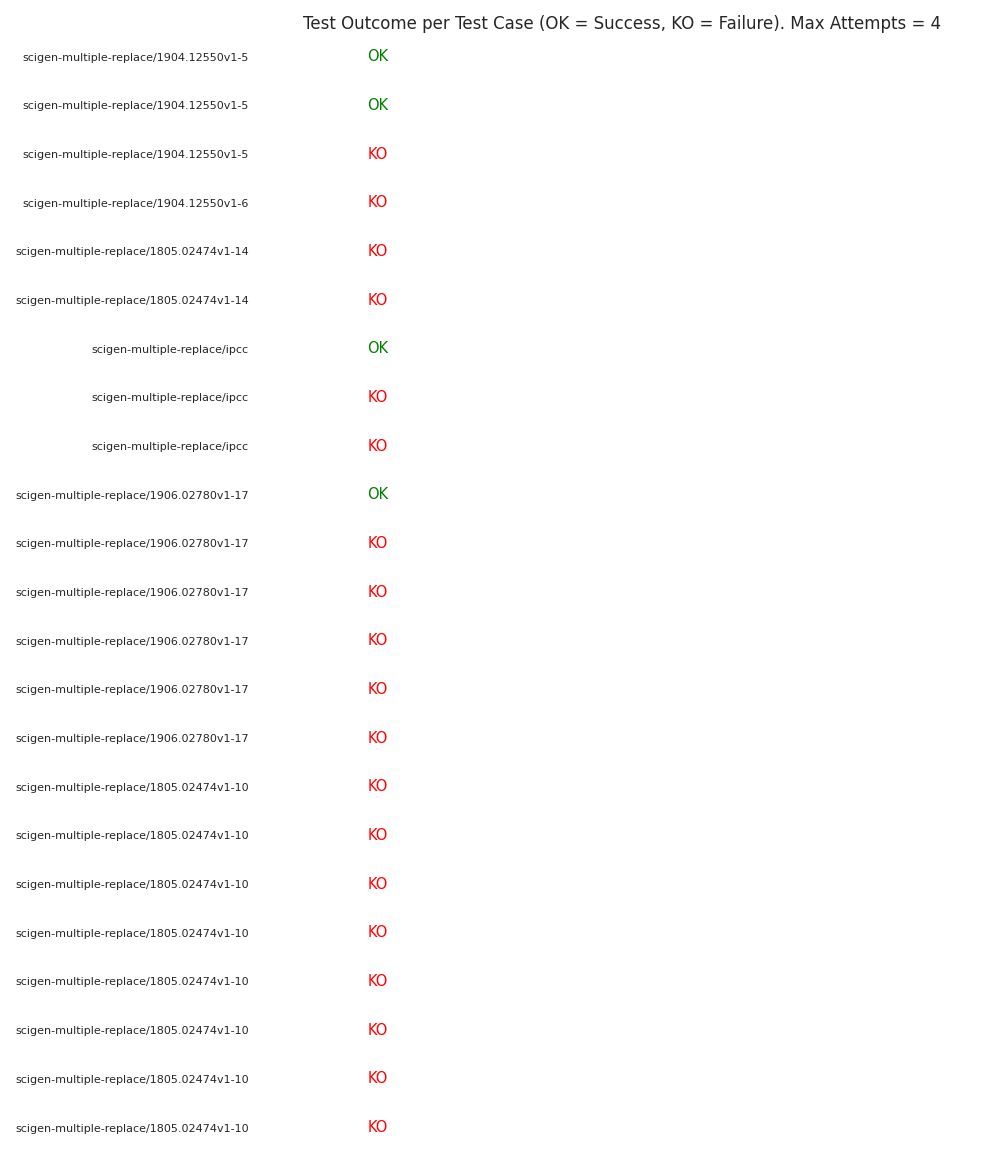 Test Outcome per Test Case (OK = Success, KO = Failure). Max Attempts = 4
scigen-multiple-replace/1904.12550v1-5 OK
scigen-multiple-replace/1904.12550v1-5 OK
scigen-multiple-replace/1904.12550v1-5 KO
scigen-multiple-replace/1904.12550v1-6 KO
scigen-multiple-replace/1805.02474v1-14 KO
scigen-multiple-replace/1805.02474v1-14 KO
scigen-multiple-replace/ipcc OK
scigen-multiple-replace/ipcc KO
scigen-multiple-replace/ipcc KO
scigen-multiple-replace/1906.02780v1-17 OK
scigen-multiple-replace/1906.02780v1-17 KO
scigen-multiple-replace/1906.02780v1-17 KO
scigen-multiple-replace/1906.02780v1-17 KO
scigen-multiple-replace/1906.02780v1-17 KO
scigen-multiple-replace/1906.02780v1-17 KO
scigen-multiple-replace/1805.02474v1-10 KO
scigen-multiple-replace/1805.02474v1-10 KO
scigen-multiple-replace/1805.02474v1-10 KO
scigen-multiple-replace/1805.02474v1-10 KO
scigen-multiple-replace/1805.02474v1-10 KO
scigen-multiple-replace/1805.02474v1-10 KO
scigen-multiple-replace/1805.02474v1-10 KO
scigen-multiple-replace/1805.02474v1-10 KO